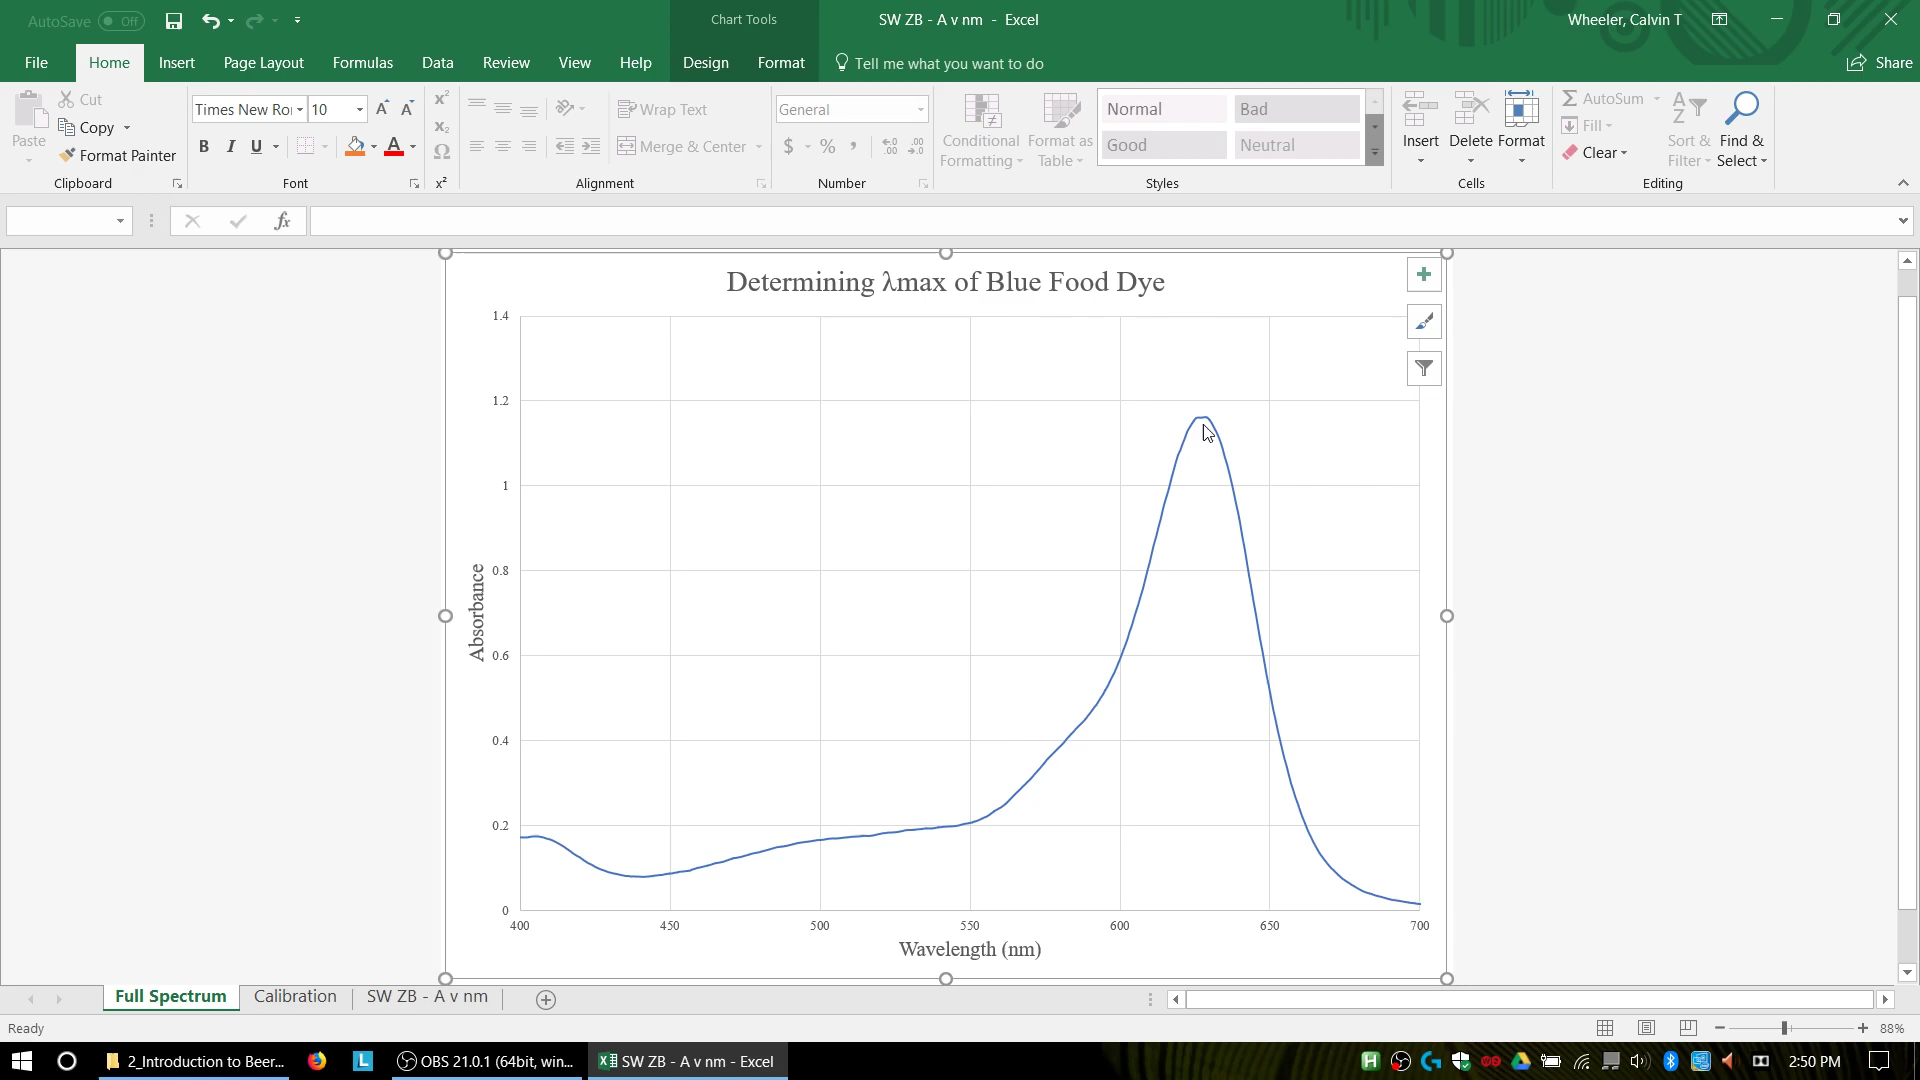 AutoSave Off
Chart Tools
SW ZB - A v nm - Excel
Wheeler, Calvin T
File Home Insert Page Layout Formulas Data Review View Help Design Format Tell me what you want to do Share
Paste
Cut
Copy
Format Painter
Clipboard
Times New Ro 10
B I U
Font
Wrap Text
Merge & Center
Alignment
General
$ % ,
Number
Conditional Formatting
Format as Table
Normal Bad
Good Neutral
Styles
Insert Delete Format
Cells
AutoSum
Fill
Clear
Sort & Filter
Find & Select
Editing
fx
Determining λmax of Blue Food Dye
1.4
1.2
1
0.8
0.6
0.4
0.2
0
Absorbance
400 450 500 550 600 650 700
Wavelength (nm)
Full Spectrum Calibration SW ZB - A v nm
Ready
88%
2_Introduction to Beer...
L
OBS 21.0.1 (64bit, win...
SW ZB - A v nm - Excel
2:50 PM